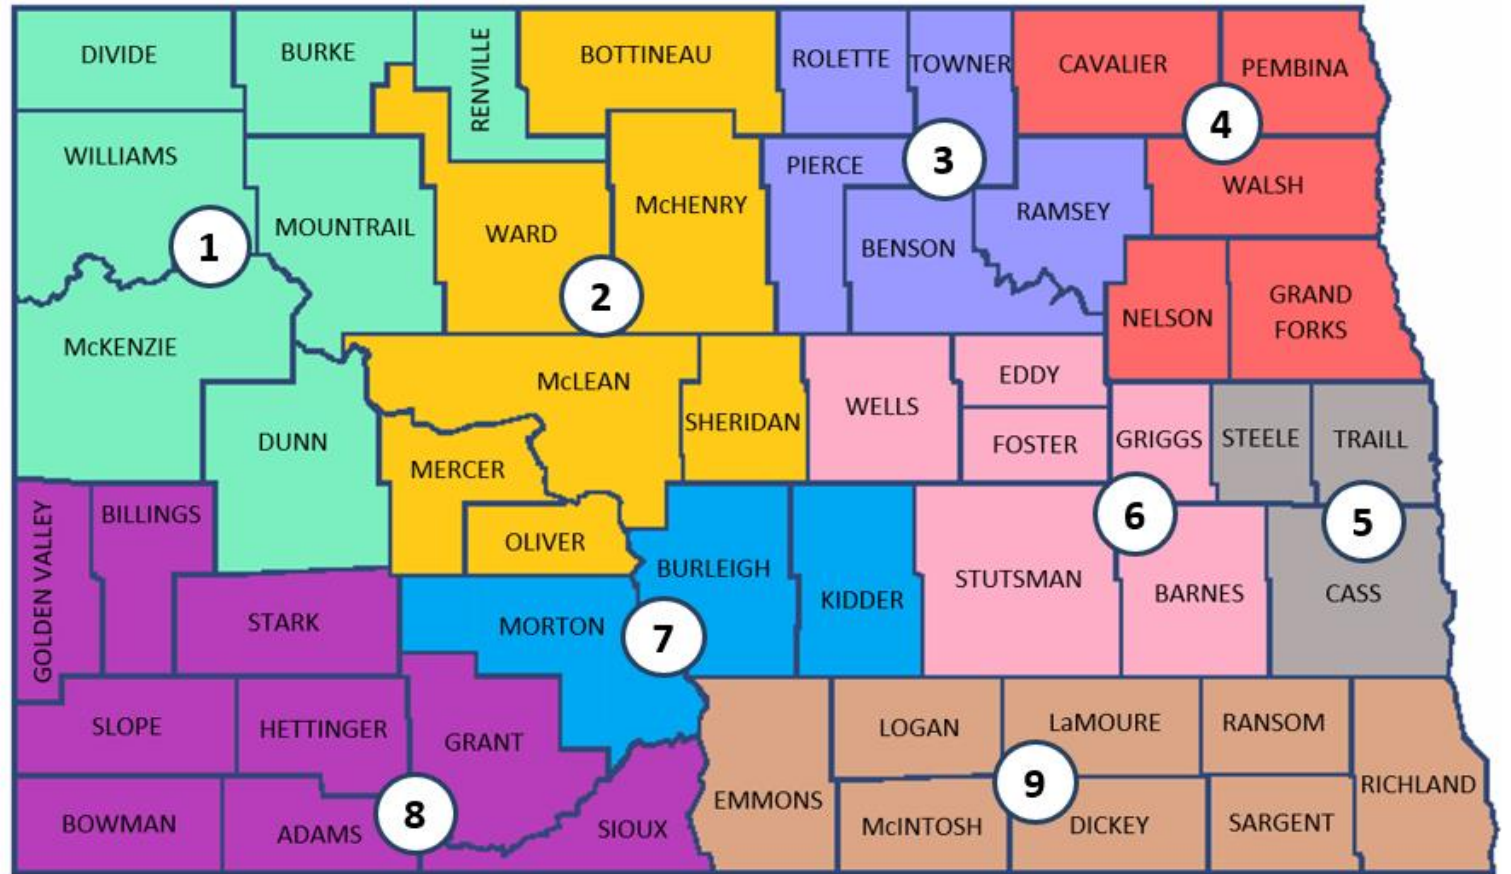 DIVIDE
BURKE
RENVILLE
BOTTINEAU
ROLETTE
TOWNER
CAVALIER
PEMBINA
WILLIAMS
MOUNTRAIL
WARD
McHENRY
PIERCE
3
BENSON
RAMSEY
4
WALSH
1
2
NELSON
GRAND
FORKS
McKENZIE
McLEAN
SHERIDAN
WELLS
EDDY
FOSTER
GRIGGS
STEELE
TRAILL
DUNN
MERCER
OLIVER
6
5
GOLDEN VALLEY
BILLINGS
STARK
MORTON
7
BURLEIGH
KIDDER
STUTSMAN
BARNES
CASS
SLOPE
HETTINGER
GRANT
LOGAN
LaMOURE
RANSOM
RICHLAND
BOWMAN
ADAMS
8
SIOUX
EMMONS
McINTOSH
9
DICKEY
SARGENT